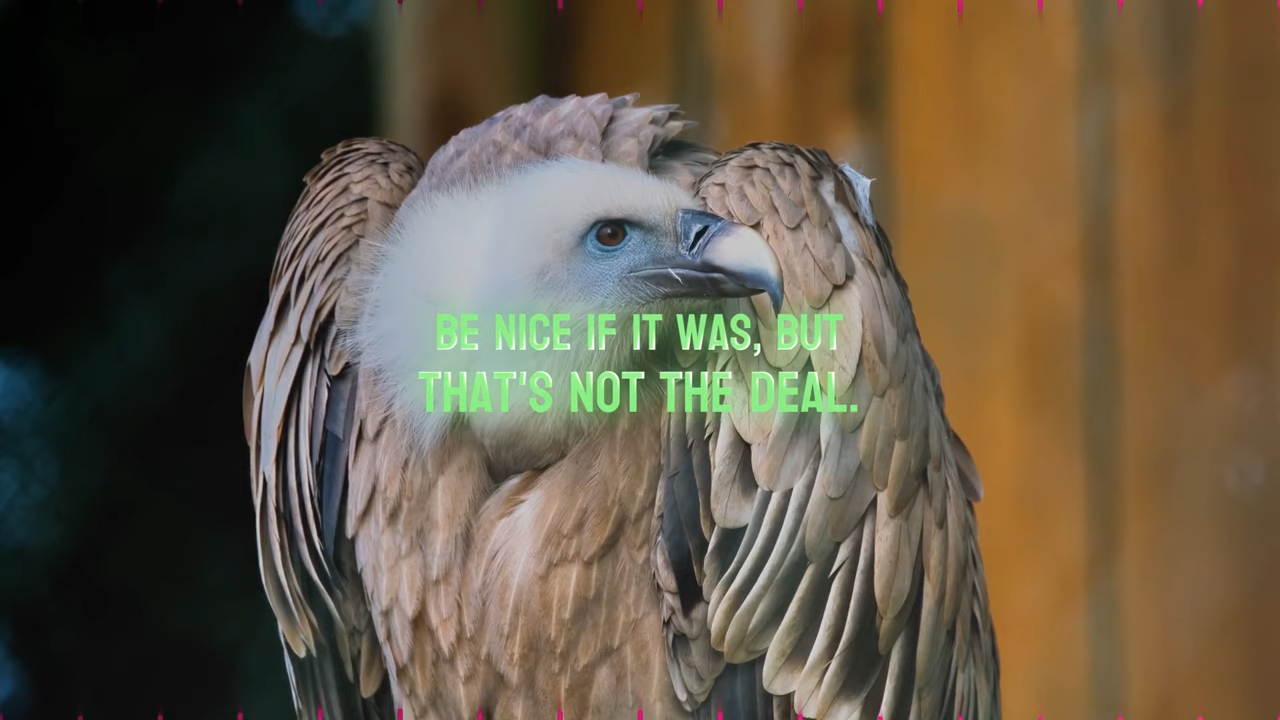 BE NICE IF IT WAS, BUT
THAT'S NOT THE DEAL.